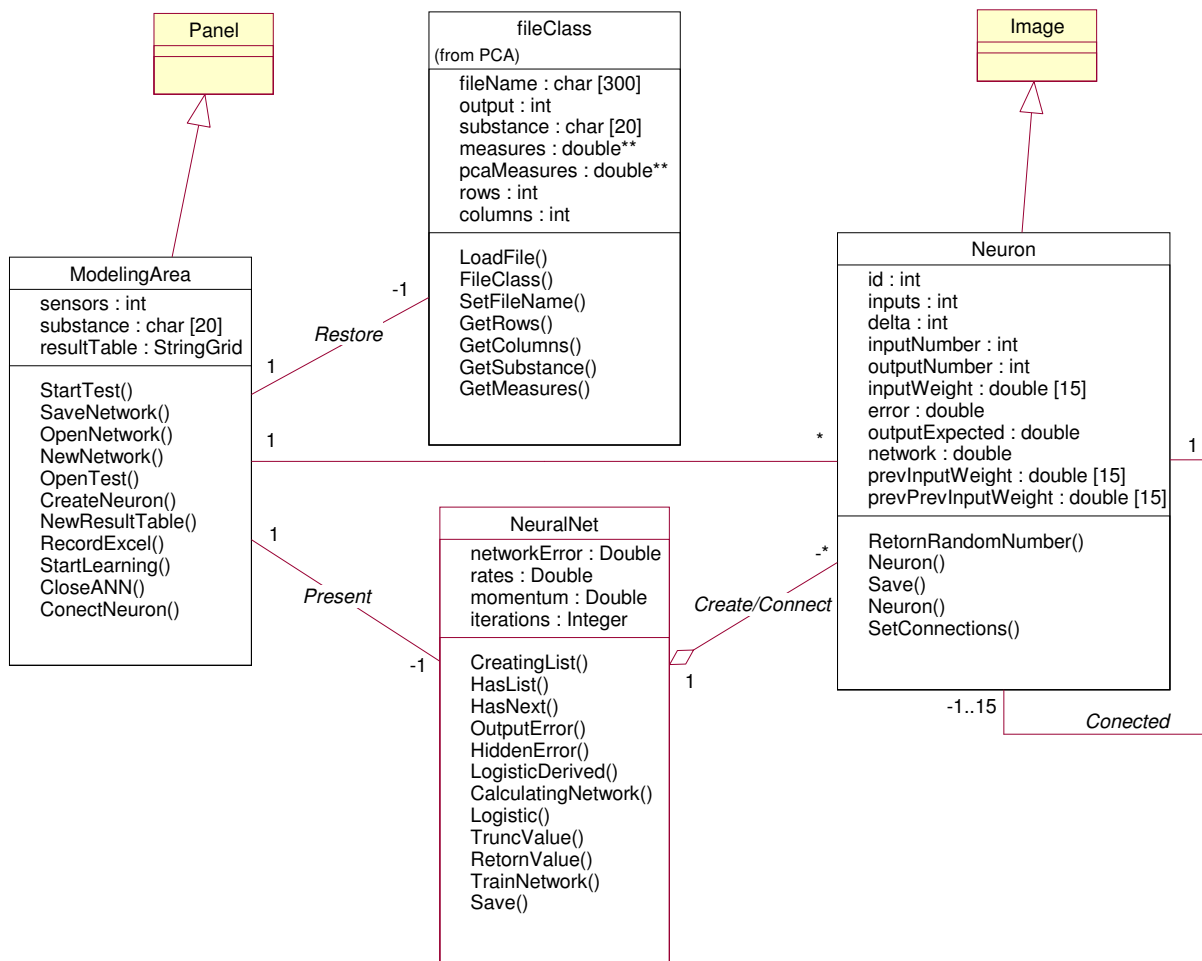 Panel
fileClass
(from PCA)
fileName : char [300]
output : int
substance : char [20]
measures : double**
pcaMeasures : double**
rows : int
columns : int
LoadFile()
FileClass()
SetFileName()
GetRows()
GetColumns()
GetSubstance()
GetMeasures()
Image
ModelingArea
sensors : int
substance : char [20]
resultTable : StringGrid
StartTest()
SaveNetwork()
OpenNetwork()
NewNetwork()
OpenTest()
CreateNeuron()
NewResultTable()
RecordExcel()
StartLearning()
CloseANN()
ConectNeuron()
-1
Restore
1
1
*
1
Present
-1
NeuralNet
networkError : Double
rates : Double
momentum : Double
iterations : Integer
CreatingList()
HasList()
HasNext()
OutputError()
HiddenError()
LogisticDerived()
CalculatingNetwork()
Logistic()
TruncValue()
RetornValue()
TrainNetwork()
Save()
-*
Create/Connect
1
Neuron
id : int
inputs : int
delta : int
inputNumber : int
outputNumber : int
inputWeight : double [15]
error : double
outputExpected : double
network : double
prevInputWeight : double [15]
prevPrevInputWeight : double [15]
RetornRandomNumber()
Neuron()
Save()
Neuron()
SetConnections()
1
-1..15
Conected